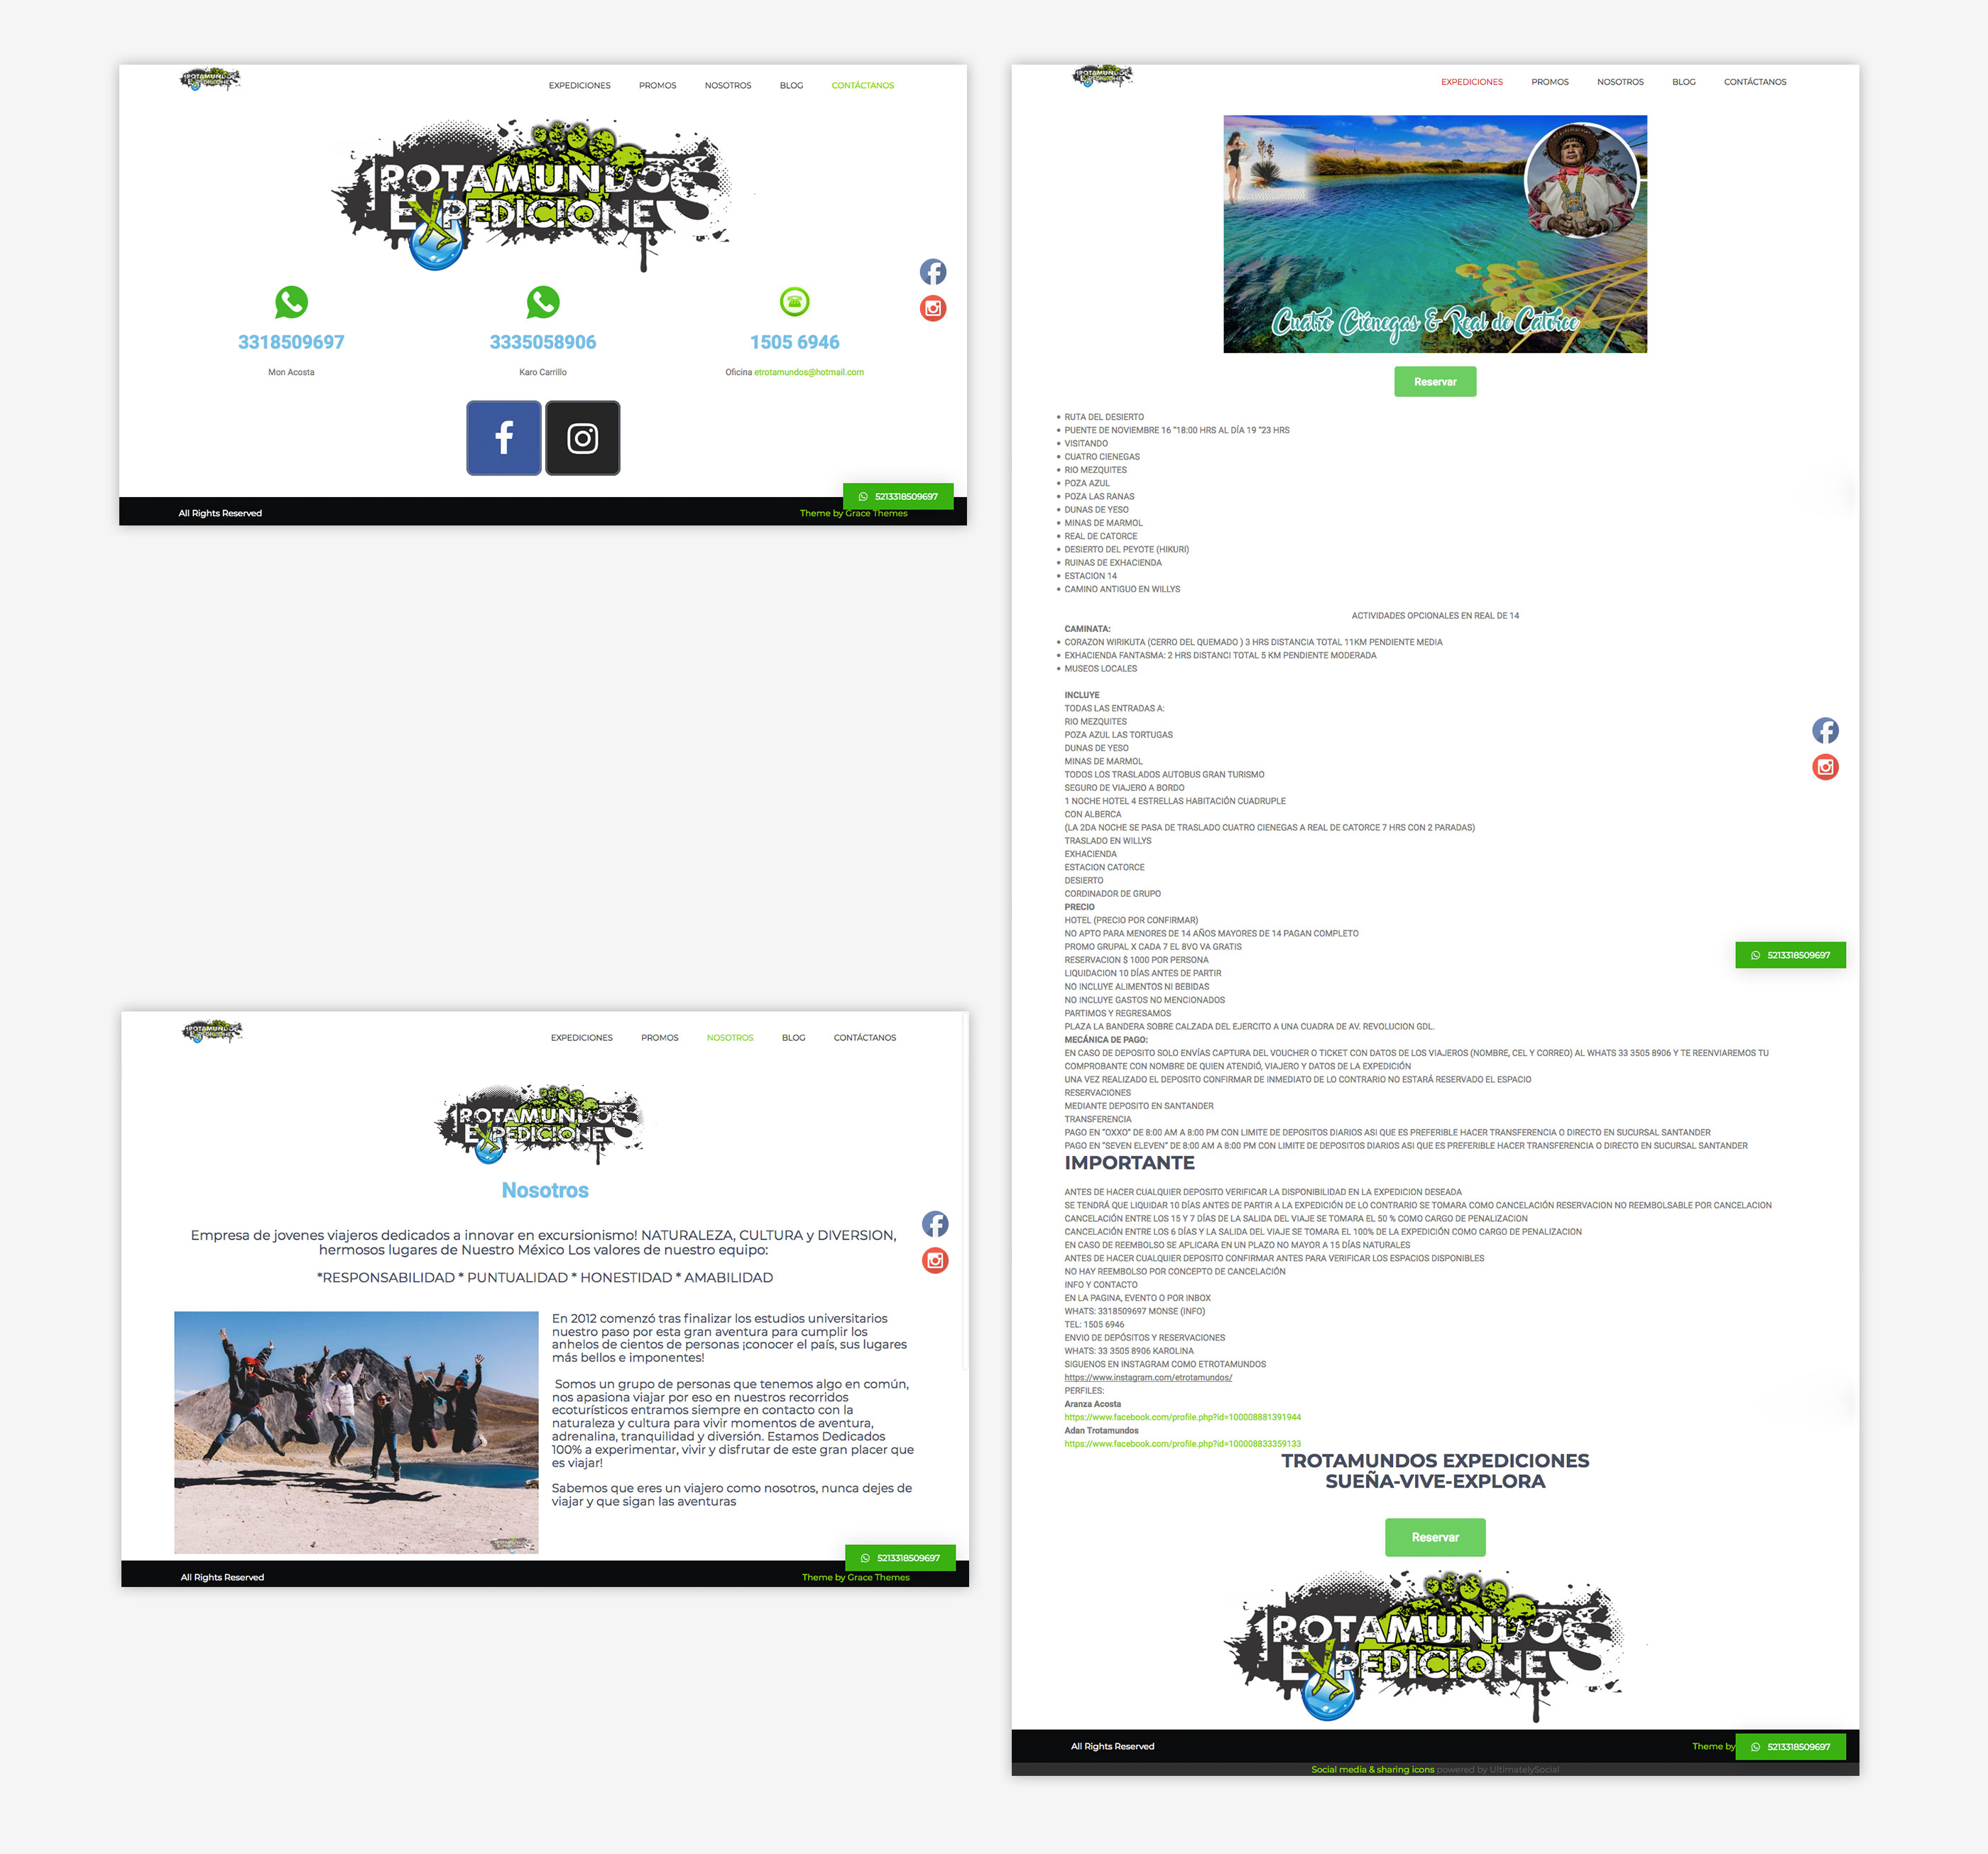 TROTAMUNDOS
EXPEDICIONES
EXPEDICIONES
PROMOS
NOSOTROS
BLOG
CONTÁCTANOS
TROTAMUNDOS
EXPEDICIONES
3318509697
3335058906
1505 6946
Mon Acosta
Karo Carrillo
Oficina etrotamundos@hotmail.com
5213318509697
All Rights Reserved
Theme by Grace Themes
TROTAMUNDOS
EXPEDICIONES
EXPEDICIONES
PROMOS
NOSOTROS
BLOG
CONTÁCTANOS
TROTAMUNDOS
EXPEDICIONES
Nosotros
Empresa de jovenes viajeros dedicados a innovar en excursionismo! NATURALEZA, CULTURA y DIVERSION,
hermosos lugares de Nuestro México Los valores de nuestro equipo:
*RESPONSABILIDAD * PUNTUALIDAD * HONESTIDAD * AMABILIDAD
En 2012 comenzó tras finalizar los estudios universitarios
nuestro paso por esta gran aventura para cumplir los
anhelos de cientos de personas ¡conocer el país, sus lugares
más bellos e imponentes!
Somos un grupo de personas que tenemos algo en común,
nos apasiona viajar por eso en nuestros recorridos
ecoturísticos entramos siempre en contacto con la
naturaleza y cultura para vivir momentos de aventura,
adrenalina, tranquilidad y diversión. Estamos Dedicados
100% a experimentar, vivir y disfrutar de este gran placer que
es viajar!
Sabemos que eres un viajero como nosotros, nunca dejes de
viajar y que sigan las aventuras
5213318509697
All Rights Reserved
Theme by Grace Themes
TROTAMUNDOS
EXPEDICIONES
EXPEDICIONES
PROMOS
NOSOTROS
BLOG
CONTÁCTANOS
Cuatro Ciénegas & Real de Catorce
Reservar
• RUTA DEL DESIERTO
• PUENTE DE NOVIEMBRE 16 "18:00 HRS AL DÍA 19 "23 HRS
• VISITANDO
• CUATRO CIENEGAS
• RIO MEZQUITES
• POZA AZUL
• POZA LAS RANAS
• DUNAS DE YESO
• MINAS DE MARMOL
• REAL DE CATORCE
• DESIERTO DEL PEYOTE (HIKURI)
• RUINAS DE EXHACIENDA
• ESTACION 14
• CAMINO ANTIGUO EN WILLYS
ACTIVIDADES OPCIONALES EN REAL DE 14
CAMINATA:
• CORAZON WIRIKUTA (CERRO DEL QUEMADO ) 3 HRS DISTANCIA TOTAL 11KM PENDIENTE MEDIA
• EXHACIENDA FANTASMA: 2 HRS DISTANCI TOTAL 5 KM PENDIENTE MODERADA
• MUSEOS LOCALES
INCLUYE
TODAS LAS ENTRADAS A:
RIO MEZQUITES
POZA AZUL LAS TORTUGAS
DUNAS DE YESO
MINAS DE MARMOL
TODOS LOS TRASLADOS AUTOBUS GRAN TURISMO
SEGURO DE VIAJERO A BORDO
1 NOCHE HOTEL 4 ESTRELLAS HABITACIÓN CUADRUPLE
CON ALBERCA
(LA 2DA NOCHE SE PASA DE TRASLADO CUATRO CIENEGAS A REAL DE CATORCE 7 HRS CON 2 PARADAS)
TRASLADO EN WILLYS
EXHACIENDA
ESTACION CATORCE
DESIERTO
CORDINADOR DE GRUPO
PRECIO
HOTEL (PRECIO POR CONFIRMAR)
NO APTO PARA MENORES DE 14 AÑOS MAYORES DE 14 PAGAN COMPLETO
PROMO GRUPAL X CADA 7 EL 8VO VA GRATIS
RESERVACION $ 1000 POR PERSONA
LIQUIDACION 10 DÍAS ANTES DE PARTIR
NO INCLUYE ALIMENTOS NI BEBIDAS
NO INCLUYE GASTOS NO MENCIONADOS
PARTIMOS Y REGRESAMOS
PLAZA LA BANDERA SOBRE CALZADA DEL EJERCITO A UNA CUADRA DE AV. REVOLUCION GDL.
MECÁNICA DE PAGO:
EN CASO DE DEPOSITO SOLO ENVÍAS CAPTURA DEL VOUCHER O TICKET CON DATOS DE LOS VIAJEROS (NOMBRE, CEL Y CORREO) AL WHATS 33 3505 8906 Y TE REENVIAREMOS TU
COMPROBANTE CON NOMBRE DE QUIEN ATENDIÓ, VIAJERO Y DATOS DE LA EXPEDICIÓN
UNA VEZ REALIZADO EL DEPOSITO CONFIRMAR DE INMEDIATO DE LO CONTRARIO NO ESTARÁ RESERVADO EL ESPACIO
RESERVACIONES
MEDIANTE DEPOSITO EN SANTANDER
TRANSFERENCIA
PAGO EN "OXXO" DE 8:00 AM A 8:00 PM CON LIMITE DE DEPOSITOS DIARIOS ASI QUE ES PREFERIBLE HACER TRANSFERENCIA O DIRECTO EN SUCURSAL SANTANDER
PAGO EN "SEVEN ELEVEN" DE 8:00 AM A 8:00 PM CON LIMITE DE DEPOSITOS DIARIOS ASI QUE ES PREFERIBLE HACER TRANSFERENCIA O DIRECTO EN SUCURSAL SANTANDER
IMPORTANTE
ANTES DE HACER CUALQUIER DEPOSITO VERIFICAR LA DISPONIBILIDAD EN LA EXPEDICION DESEADA
SE TENDRÁ QUE LIQUIDAR 10 DÍAS ANTES DE PARTIR A LA EXPEDICIÓN DE LO CONTRARIO SE TOMARA COMO CANCELACIÓN RESERVACION NO REEMBOLSABLE POR CANCELACION
CANCELACIÓN ENTRE LOS 15 Y 7 DÍAS DE LA SALIDA DEL VIAJE SE TOMARA EL 50 % COMO CARGO DE PENALIZACION
CANCELACIÓN ENTRE LOS 6 DÍAS Y LA SALIDA DEL VIAJE SE TOMARA EL 100% DE LA EXPEDICIÓN COMO CARGO DE PENALIZACION
EN CASO DE REEMBOLSO SE APLICARA EN UN PLAZO NO MAYOR A 15 DÍAS NATURALES
ANTES DE HACER CUALQUIER DEPOSITO CONFIRMAR ANTES PARA VERIFICAR LOS ESPACIOS DISPONIBLES
NO HAY REEMBOLSO POR CONCEPTO DE CANCELACIÓN
INFO Y CONTACTO
EN LA PAGINA, EVENTO O POR INBOX
WHATS: 3318509697 MONSE (INFO)
TEL: 1505 6946
ENVIO DE DEPÓSITOS Y RESERVACIONES
WHATS: 33 3505 8906 KAROLINA
SIGUENOS EN INSTAGRAM COMO ETROTAMUNDOS
https://www.instagram.com/etrotamundos/
PERFILES:
Aranza Acosta
https://www.facebook.com/profile.php?id=100008881391944
Adan Trotamundos
https://www.facebook.com/profile.php?id=100008833359133
TROTAMUNDOS EXPEDICIONES
SUEÑA-VIVE-EXPLORA
Reservar
5213318509697
TROTAMUNDOS
EXPEDICIONES
All Rights Reserved
Theme by
5213318509697
Social media & sharing icons powered by UltimatelySocial